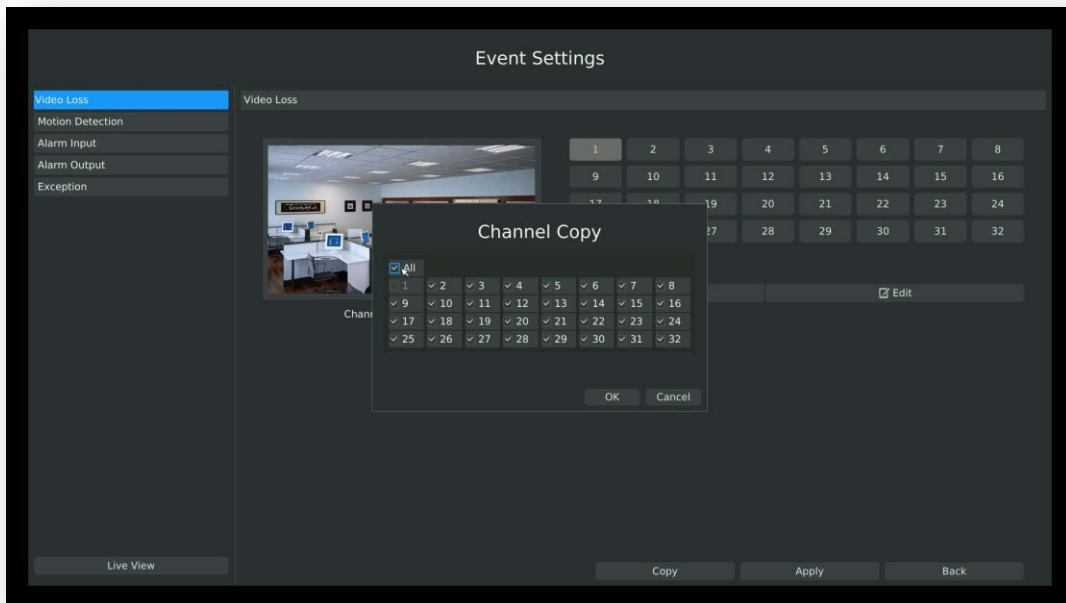 Event Settings
Video Loss
Motion Detection
Alarm Input
Alarm Output
Exception
Video Loss
1 2 3 4 5 6 7 8
9 10 11 12 13 14 15 16
17 18 19 20 21 22 23 24
27 28 29 30 31 32
Edit
Chann
Channel Copy
All
1 2 3 4 5 6 7 8
9 10 11 12 13 14 15 16
17 18 19 20 21 22 23 24
25 26 27 28 29 30 31 32
OK Cancel
Live View
Copy Apply Back